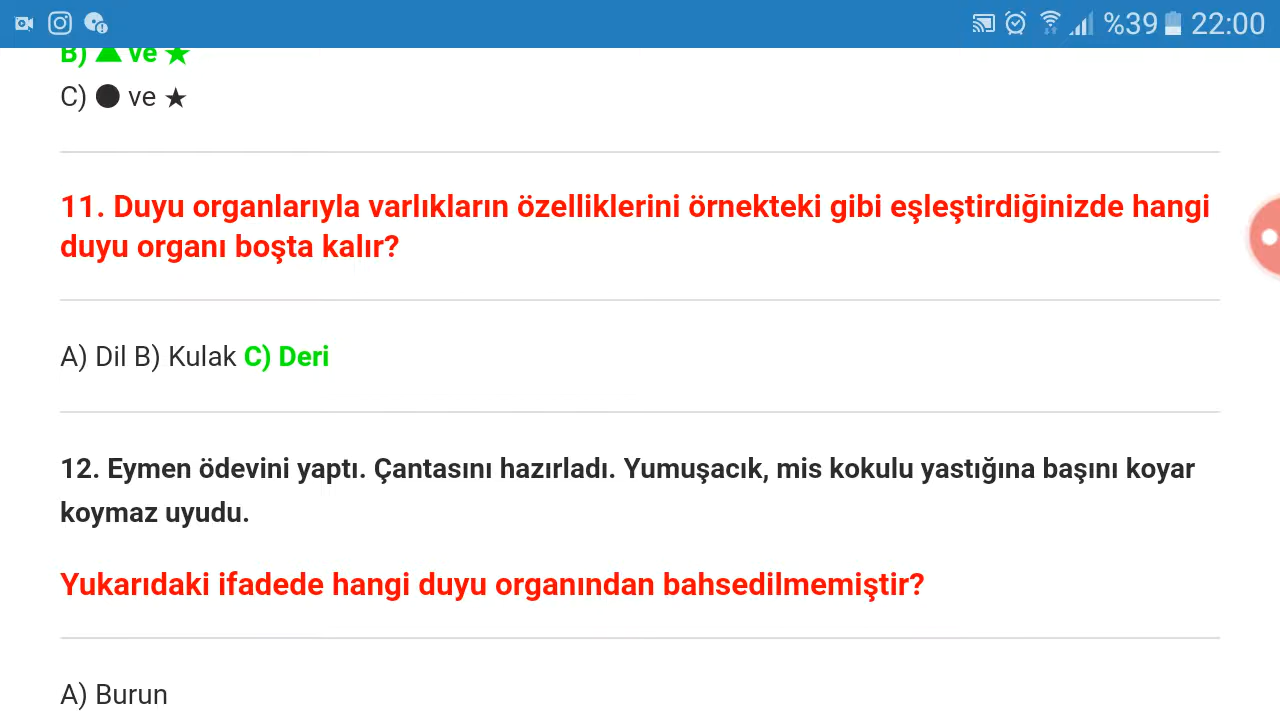 %39 22:00
B) ▲ ve ★
C) ● ve ★
11. Duyu organlarıyla varlıkların özelliklerini örnekteki gibi eşleştirdiğinizde hangi
duyu organı boşta kalır?
A) Dil B) Kulak C) Deri
12. Eymen ödevini yaptı. Çantasını hazırladı. Yumuşacık, mis kokulu yastığına başını koyar
koymaz uyudu.
Yukarıdaki ifadede hangi duyu organından bahsedilmemiştir?
A) Burun